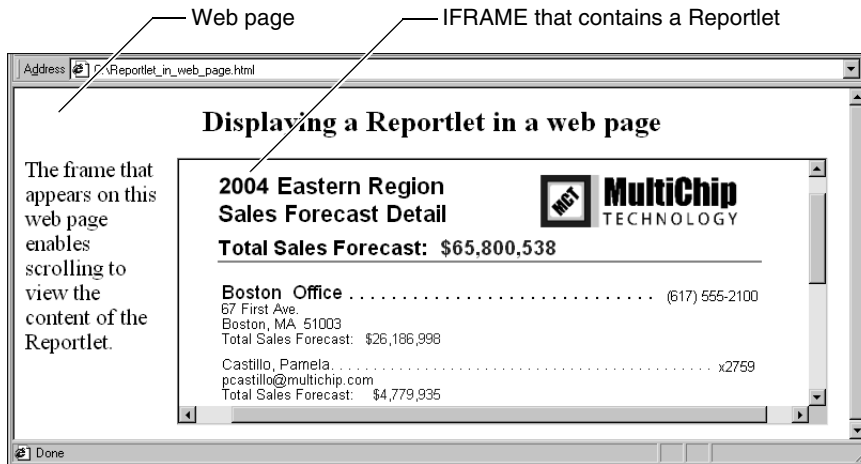 Web page
IFRAME that contains a Reportlet
Address C:\Reportlet_in_web_page.html
Displaying a Reportlet in a web page
The frame that
appears on this
web page
enables
scrolling to
view the
content of the
Reportlet.
2004 Eastern Region
Sales Forecast Detail
MCT
MultiChip
TECHNOLOGY
Total Sales Forecast: $65,800,538
Boston Office . . . . . . . . . . . . . . . . . . . . . . . . . . . . . (617) 555-2100
67 First Ave.
Boston, MA 51003
Total Sales Forecast: $26,186,998
Castillo, Pamela. . . . . . . . . . . . . . . . . . . . . . . . . . . . . . . . . . . . . . . . x2759
pcastillo@multichip.com
Total Sales Forecast: $4,779,935
Done